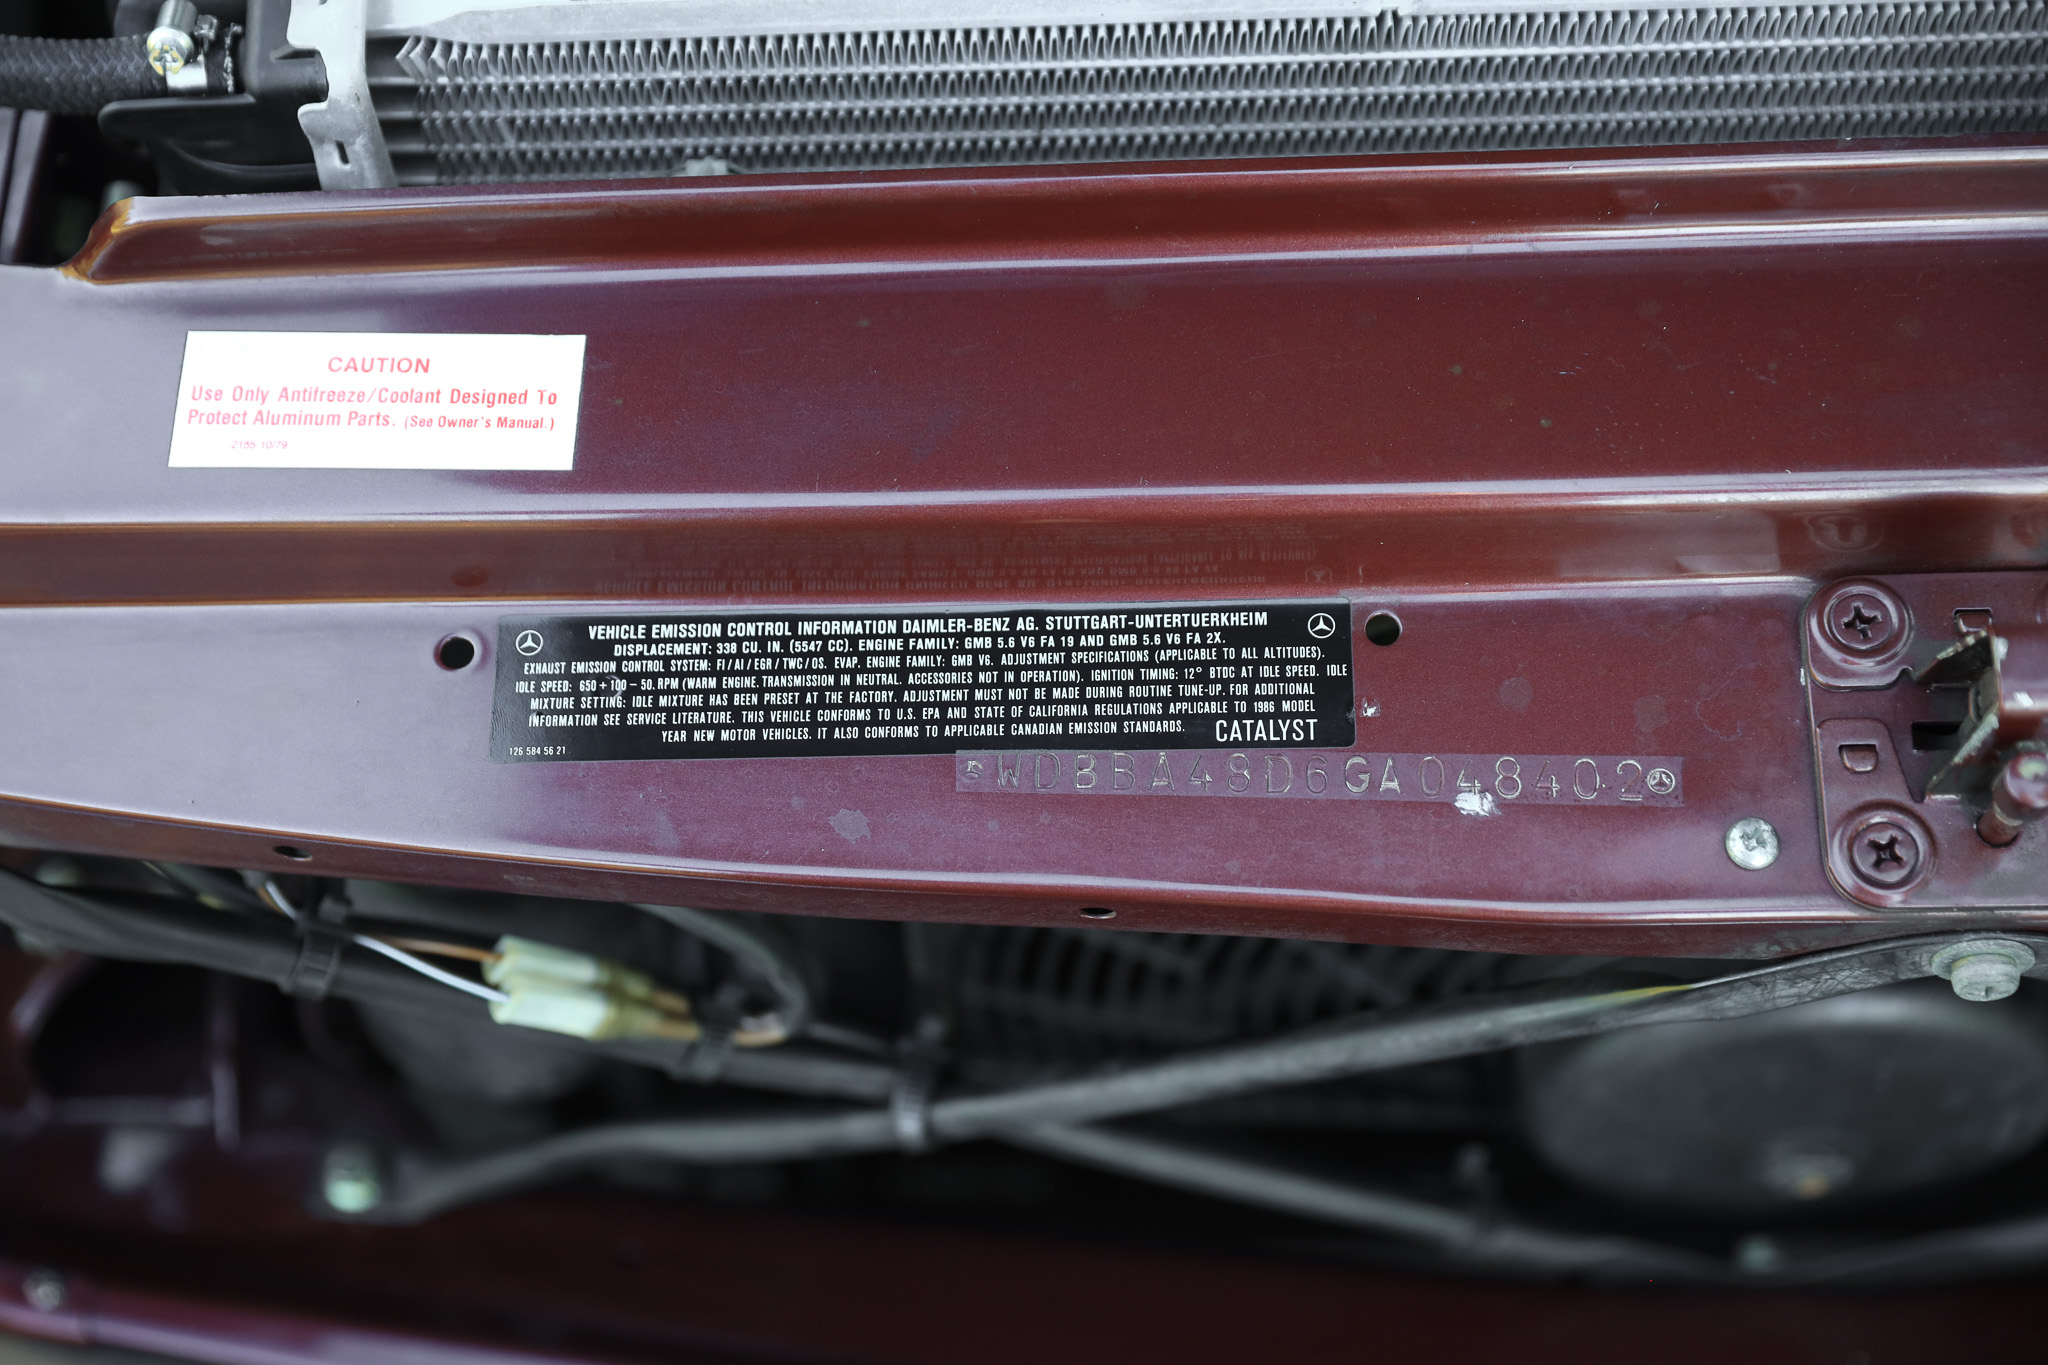 CAUTION
Use Only Antifreeze/Coolant Designed To
Protect Aluminum Parts. (See Owner's Manual.)
2155 10/79
VEHICLE EMISSION CONTROL INFORMATION DAIMLER-BENZ AG. STUTTGART-UNTERTUERKHEIM
DISPLACEMENT: 338 CU. IN. (5547 CC). ENGINE FAMILY: GMB 5.6 V6 FA 19 AND GMB 5.6 V6 FA 2X.
EXHAUST EMISSION CONTROL SYSTEM: FI/AI/EGR/TWC/OS. EVAP. ENGINE FAMILY: GMB V6. ADJUSTMENT SPECIFICATIONS (APPLICABLE TO ALL ALTITUDES).
IDLE SPEED: 650+100-50.RPM (WARM ENGINE. TRANSMISSION IN NEUTRAL. ACCESSORIES NOT IN OPERATION). IGNITION TIMING: 12° BTDC AT IDLE SPEED. IDLE
MIXTURE SETTING: IDLE MIXTURE HAS BEEN PRESET AT THE FACTORY. ADJUSTMENT MUST NOT BE MADE DURING ROUTINE TUNE-UP. FOR ADDITIONAL
INFORMATION SEE SERVICE LITERATURE. THIS VEHICLE CONFORMS TO U.S. EPA AND STATE OF CALIFORNIA REGULATIONS APPLICABLE TO 1986 MODEL
YEAR NEW MOTOR VEHICLES. IT ALSO CONFORMS TO APPLICABLE CANADIAN EMISSION STANDARDS. CATALYST
126 584 56 21
WDBBA48D6GA048402